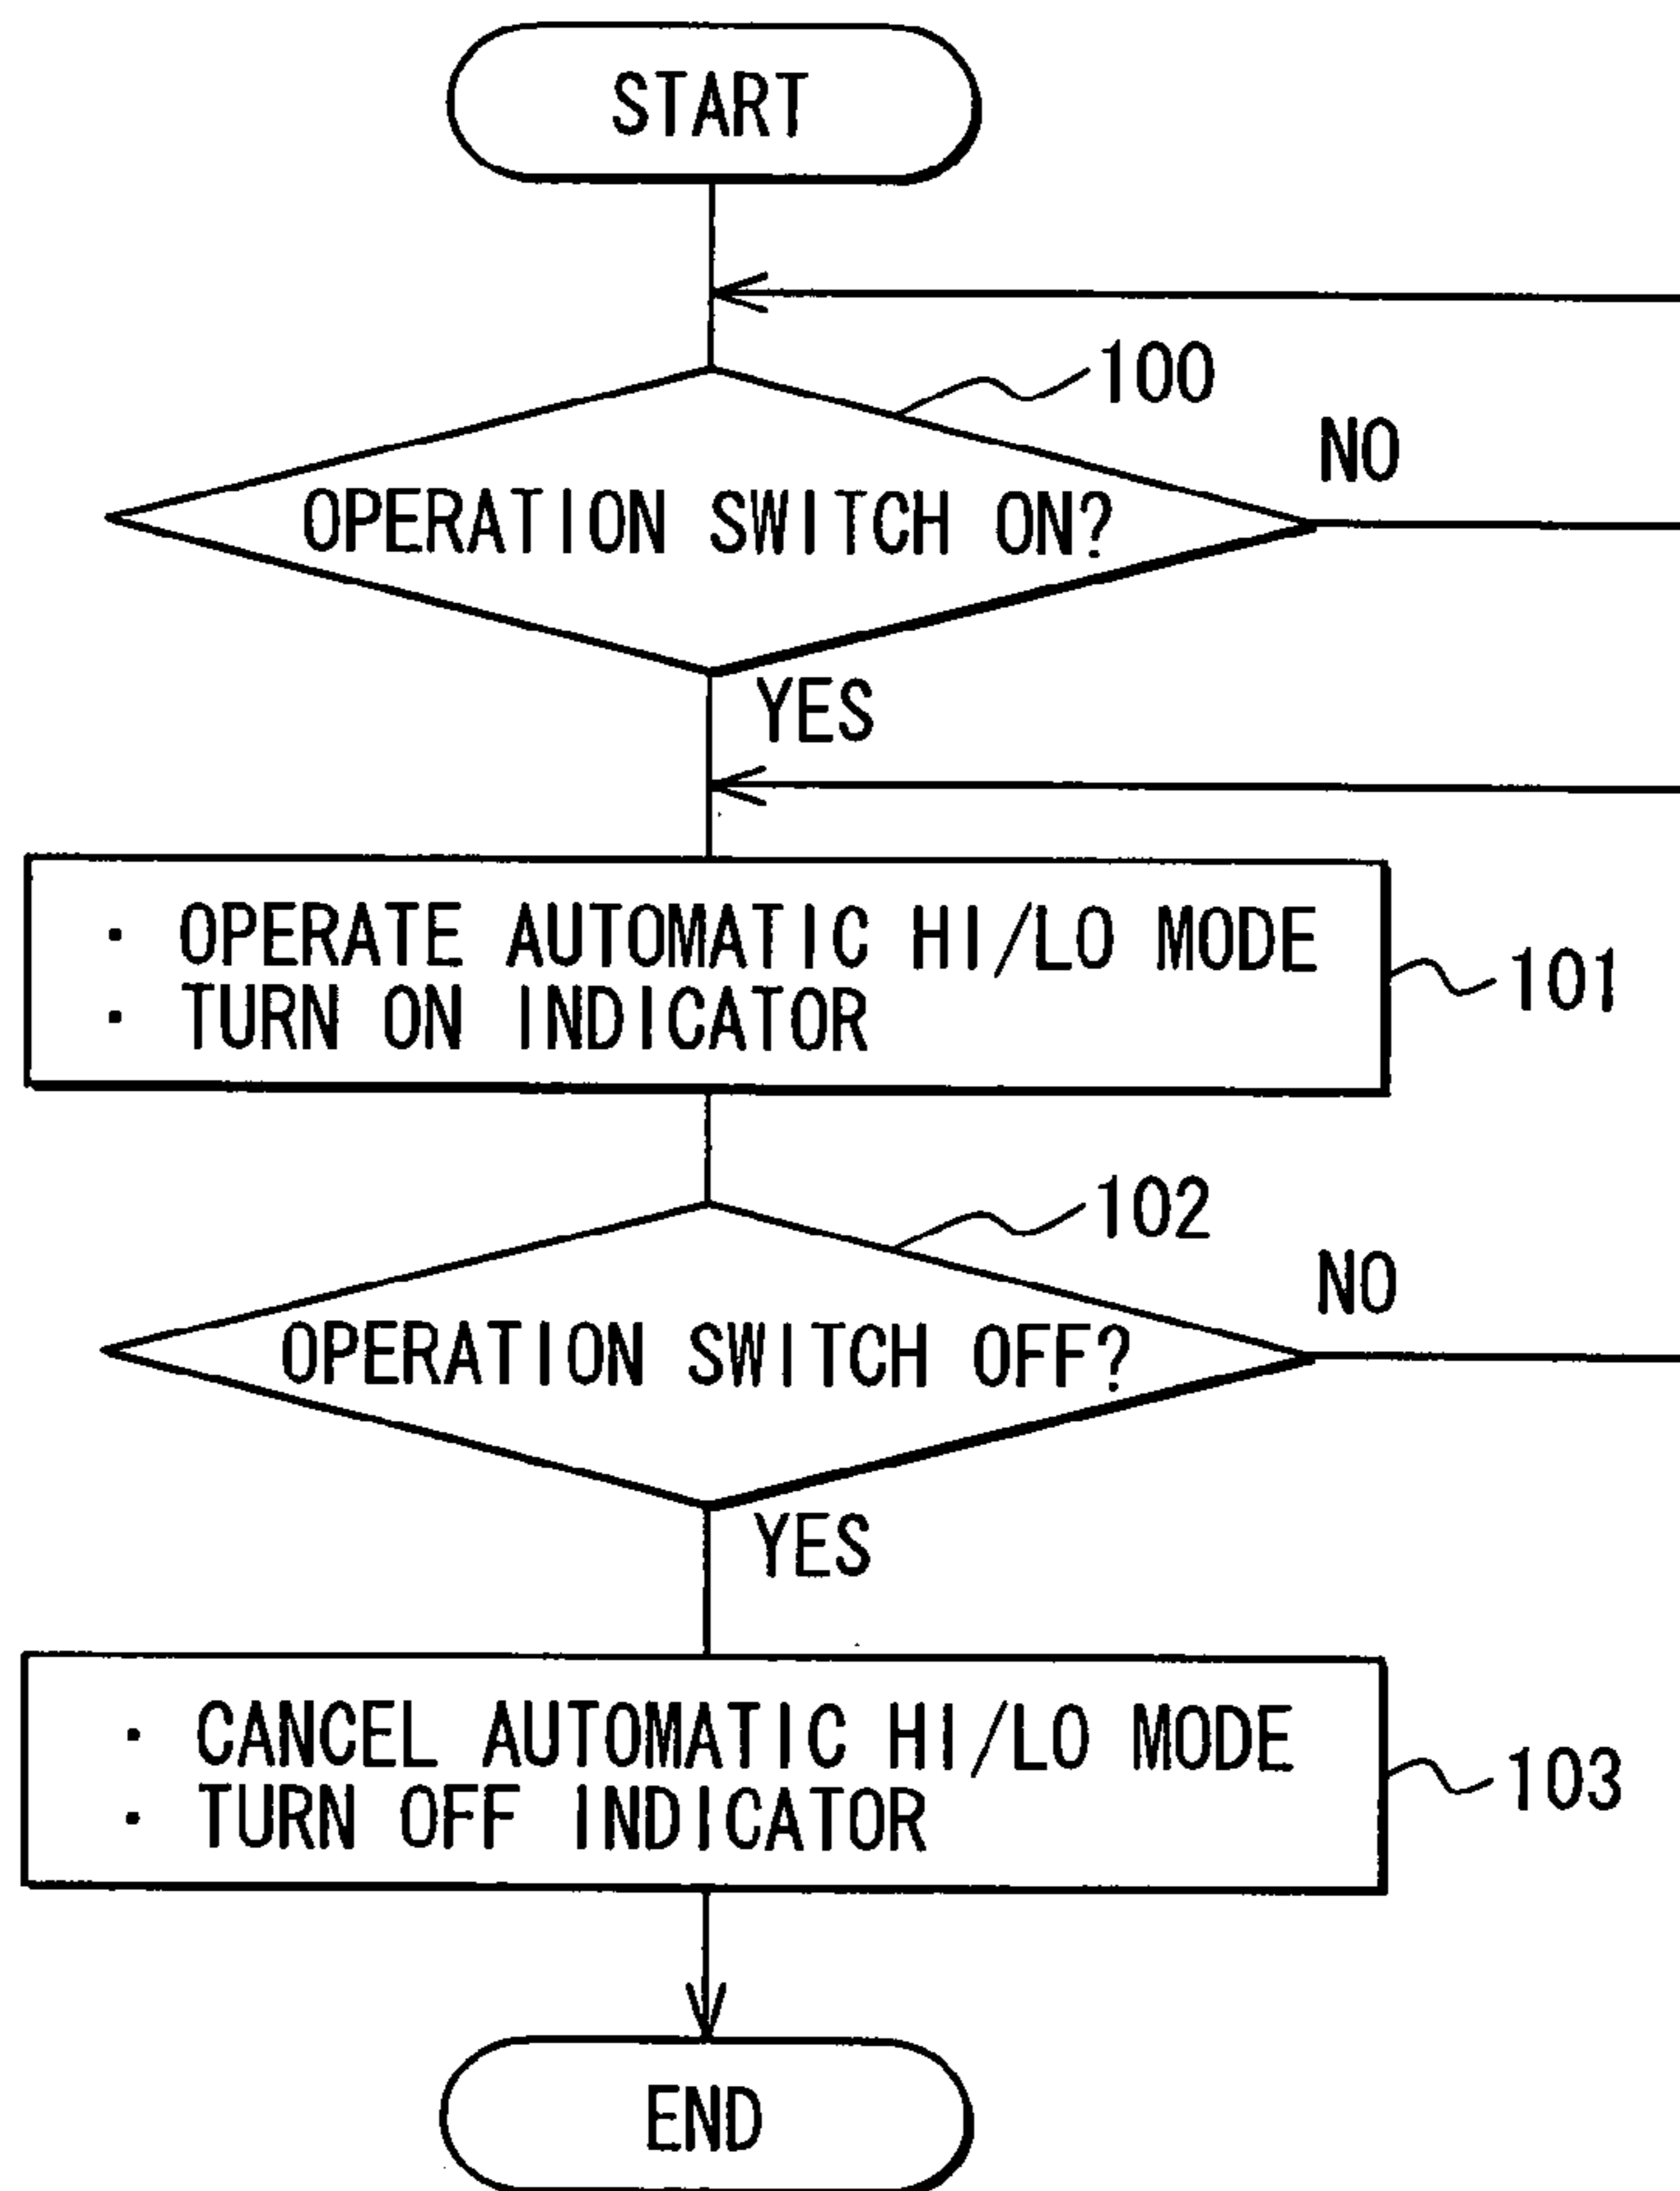 START
100
NO
OPERATION SWITCH ON?
YES
· OPERATE AUTOMATIC HI/LO MODE
· TURN ON INDICATOR
101
102
NO
OPERATION SWITCH OFF?
YES
· CANCEL AUTOMATIC HI/LO MODE
· TURN OFF INDICATOR
103
END